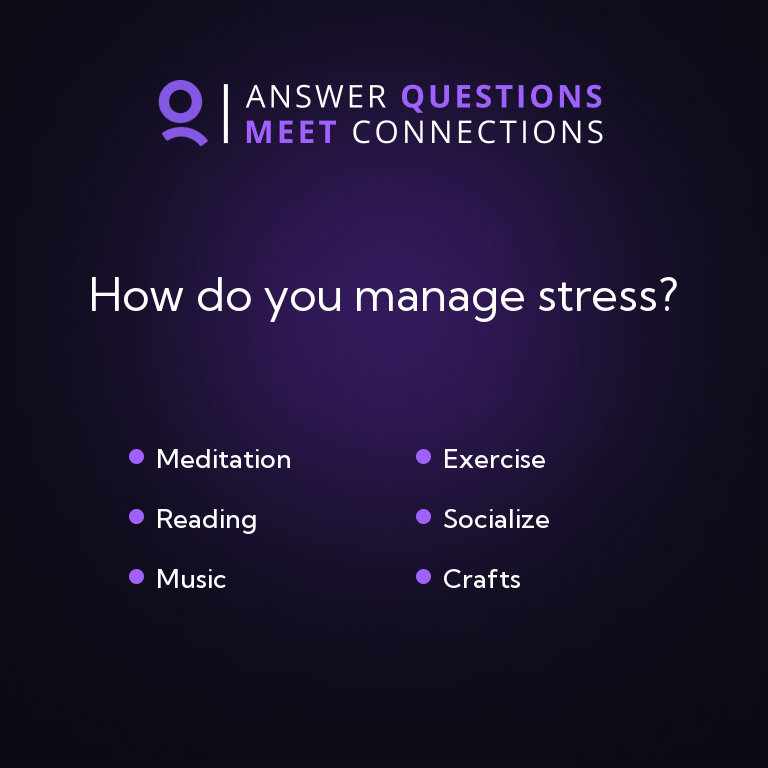 ANSWER QUESTIONS
MEET CONNECTIONS
How do you manage stress?
Meditation
Reading
Music
Exercise
Socialize
Crafts